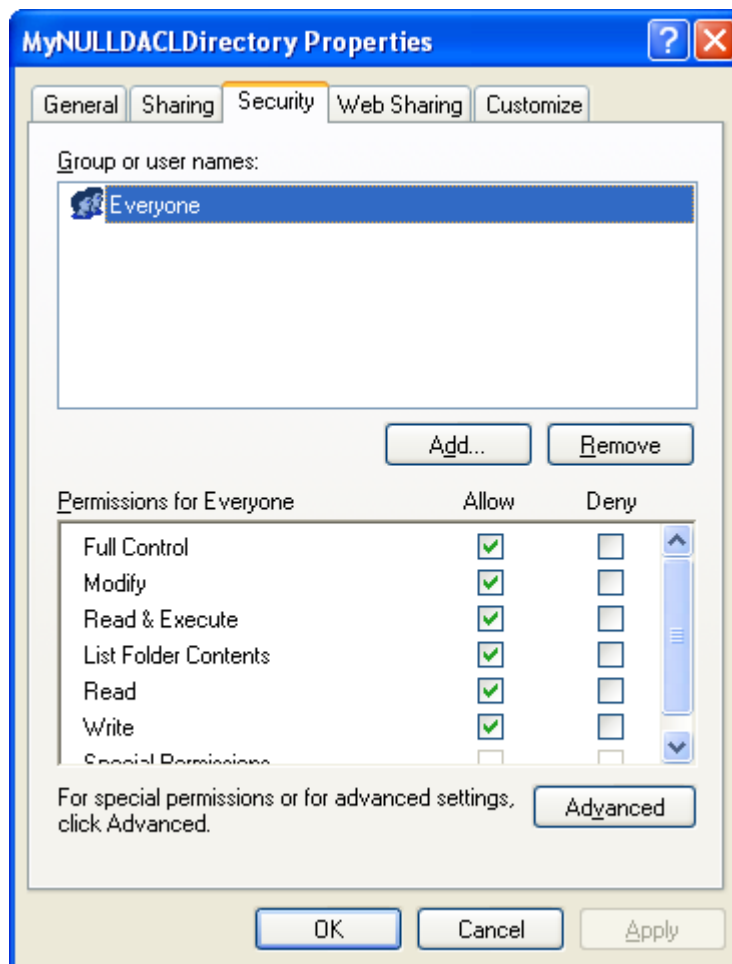 MyNULLDACLDirectory Properties
General Sharing Security Web Sharing Customize
Group or user names:
Everyone
Add... Remove
Permissions for Everyone Allow Deny
Full Control
Modify
Read & Execute
List Folder Contents
Read
Write
Special Permissions
For special permissions or for advanced settings,
click Advanced.
Advanced
OK Cancel Apply